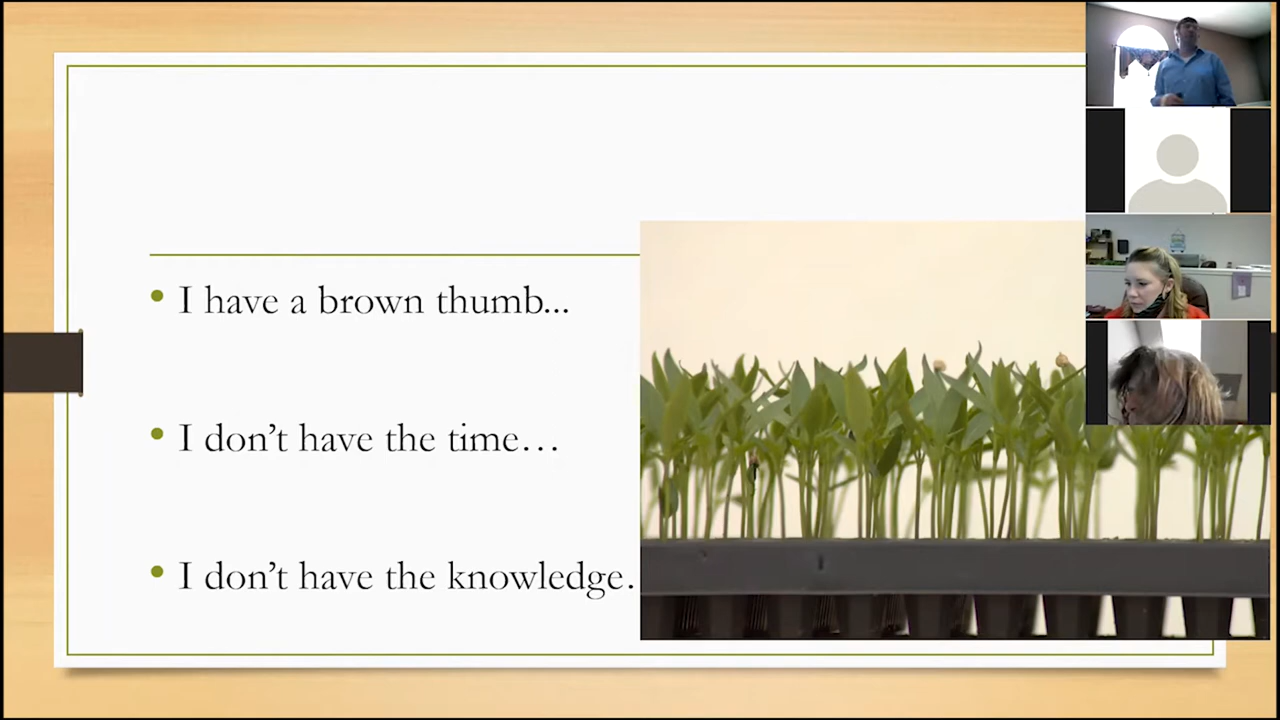 I have a brown thumb...
I don’t have the time…
I don’t have the knowledge.